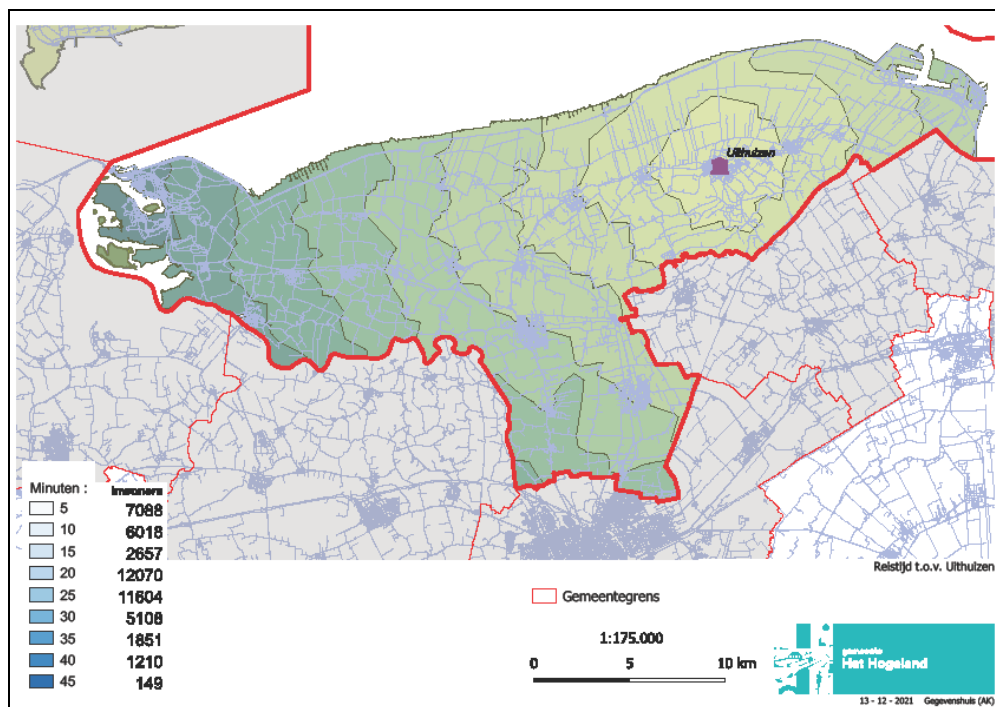 Uithuizen
Minuten : Inwoners
5 7088
10 6018
15 2657
20 12070
25 11604
30 5108
35 1851
40 1210
45 149
Reistijd t.o.v. Uithuizen
Gemeentegrens
1:175.000
0 5 10 km
gemeente
Het Hogeland
13 - 12 - 2021 Gegevenshuis (AK)